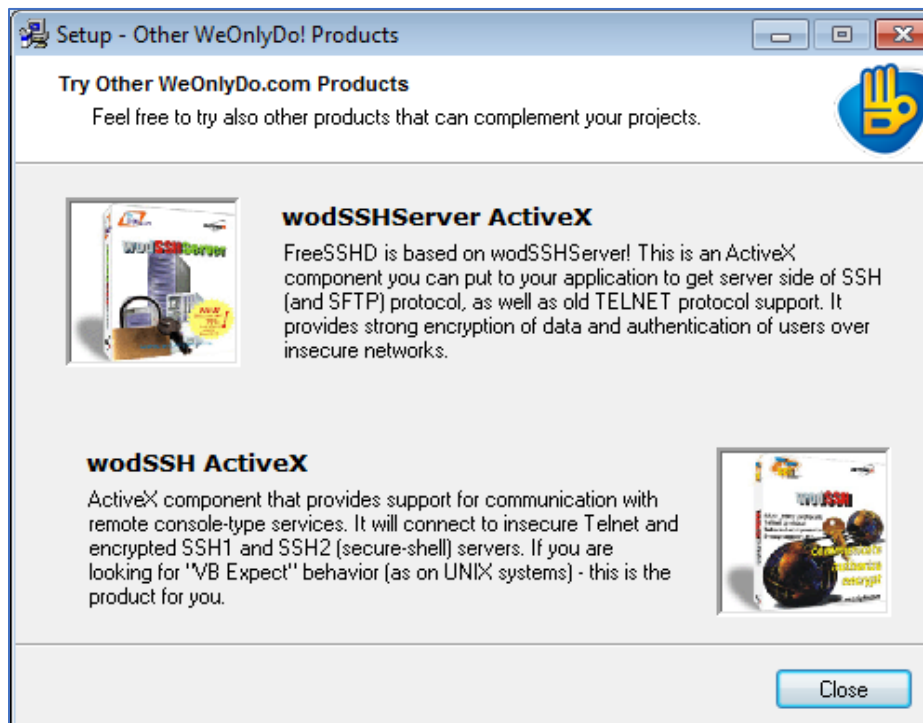 Setup - Other WeOnlyDo! Products
Try Other WeOnlyDo.com Products
Feel free to try also other products that can complement your projects.
wodSSHServer
wodSSHServer ActiveX
FreeSSHD is based on wodSSHServer! This is an ActiveX
component you can put to your application to get server side of SSH
(and SFTP) protocol, as well as old TELNET protocol support. It
provides strong encryption of data and authentication of users over
insecure networks.
wodSSH ActiveX
ActiveX component that provides support for communication with
remote console-type services. It will connect to insecure Telnet and
encrypted SSH1 and SSH2 (secure-shell) servers. If you are
looking for "VB Expect" behavior (as on UNIX systems) - this is the
product for you.
wodSSH
communicate
encrypt
Close